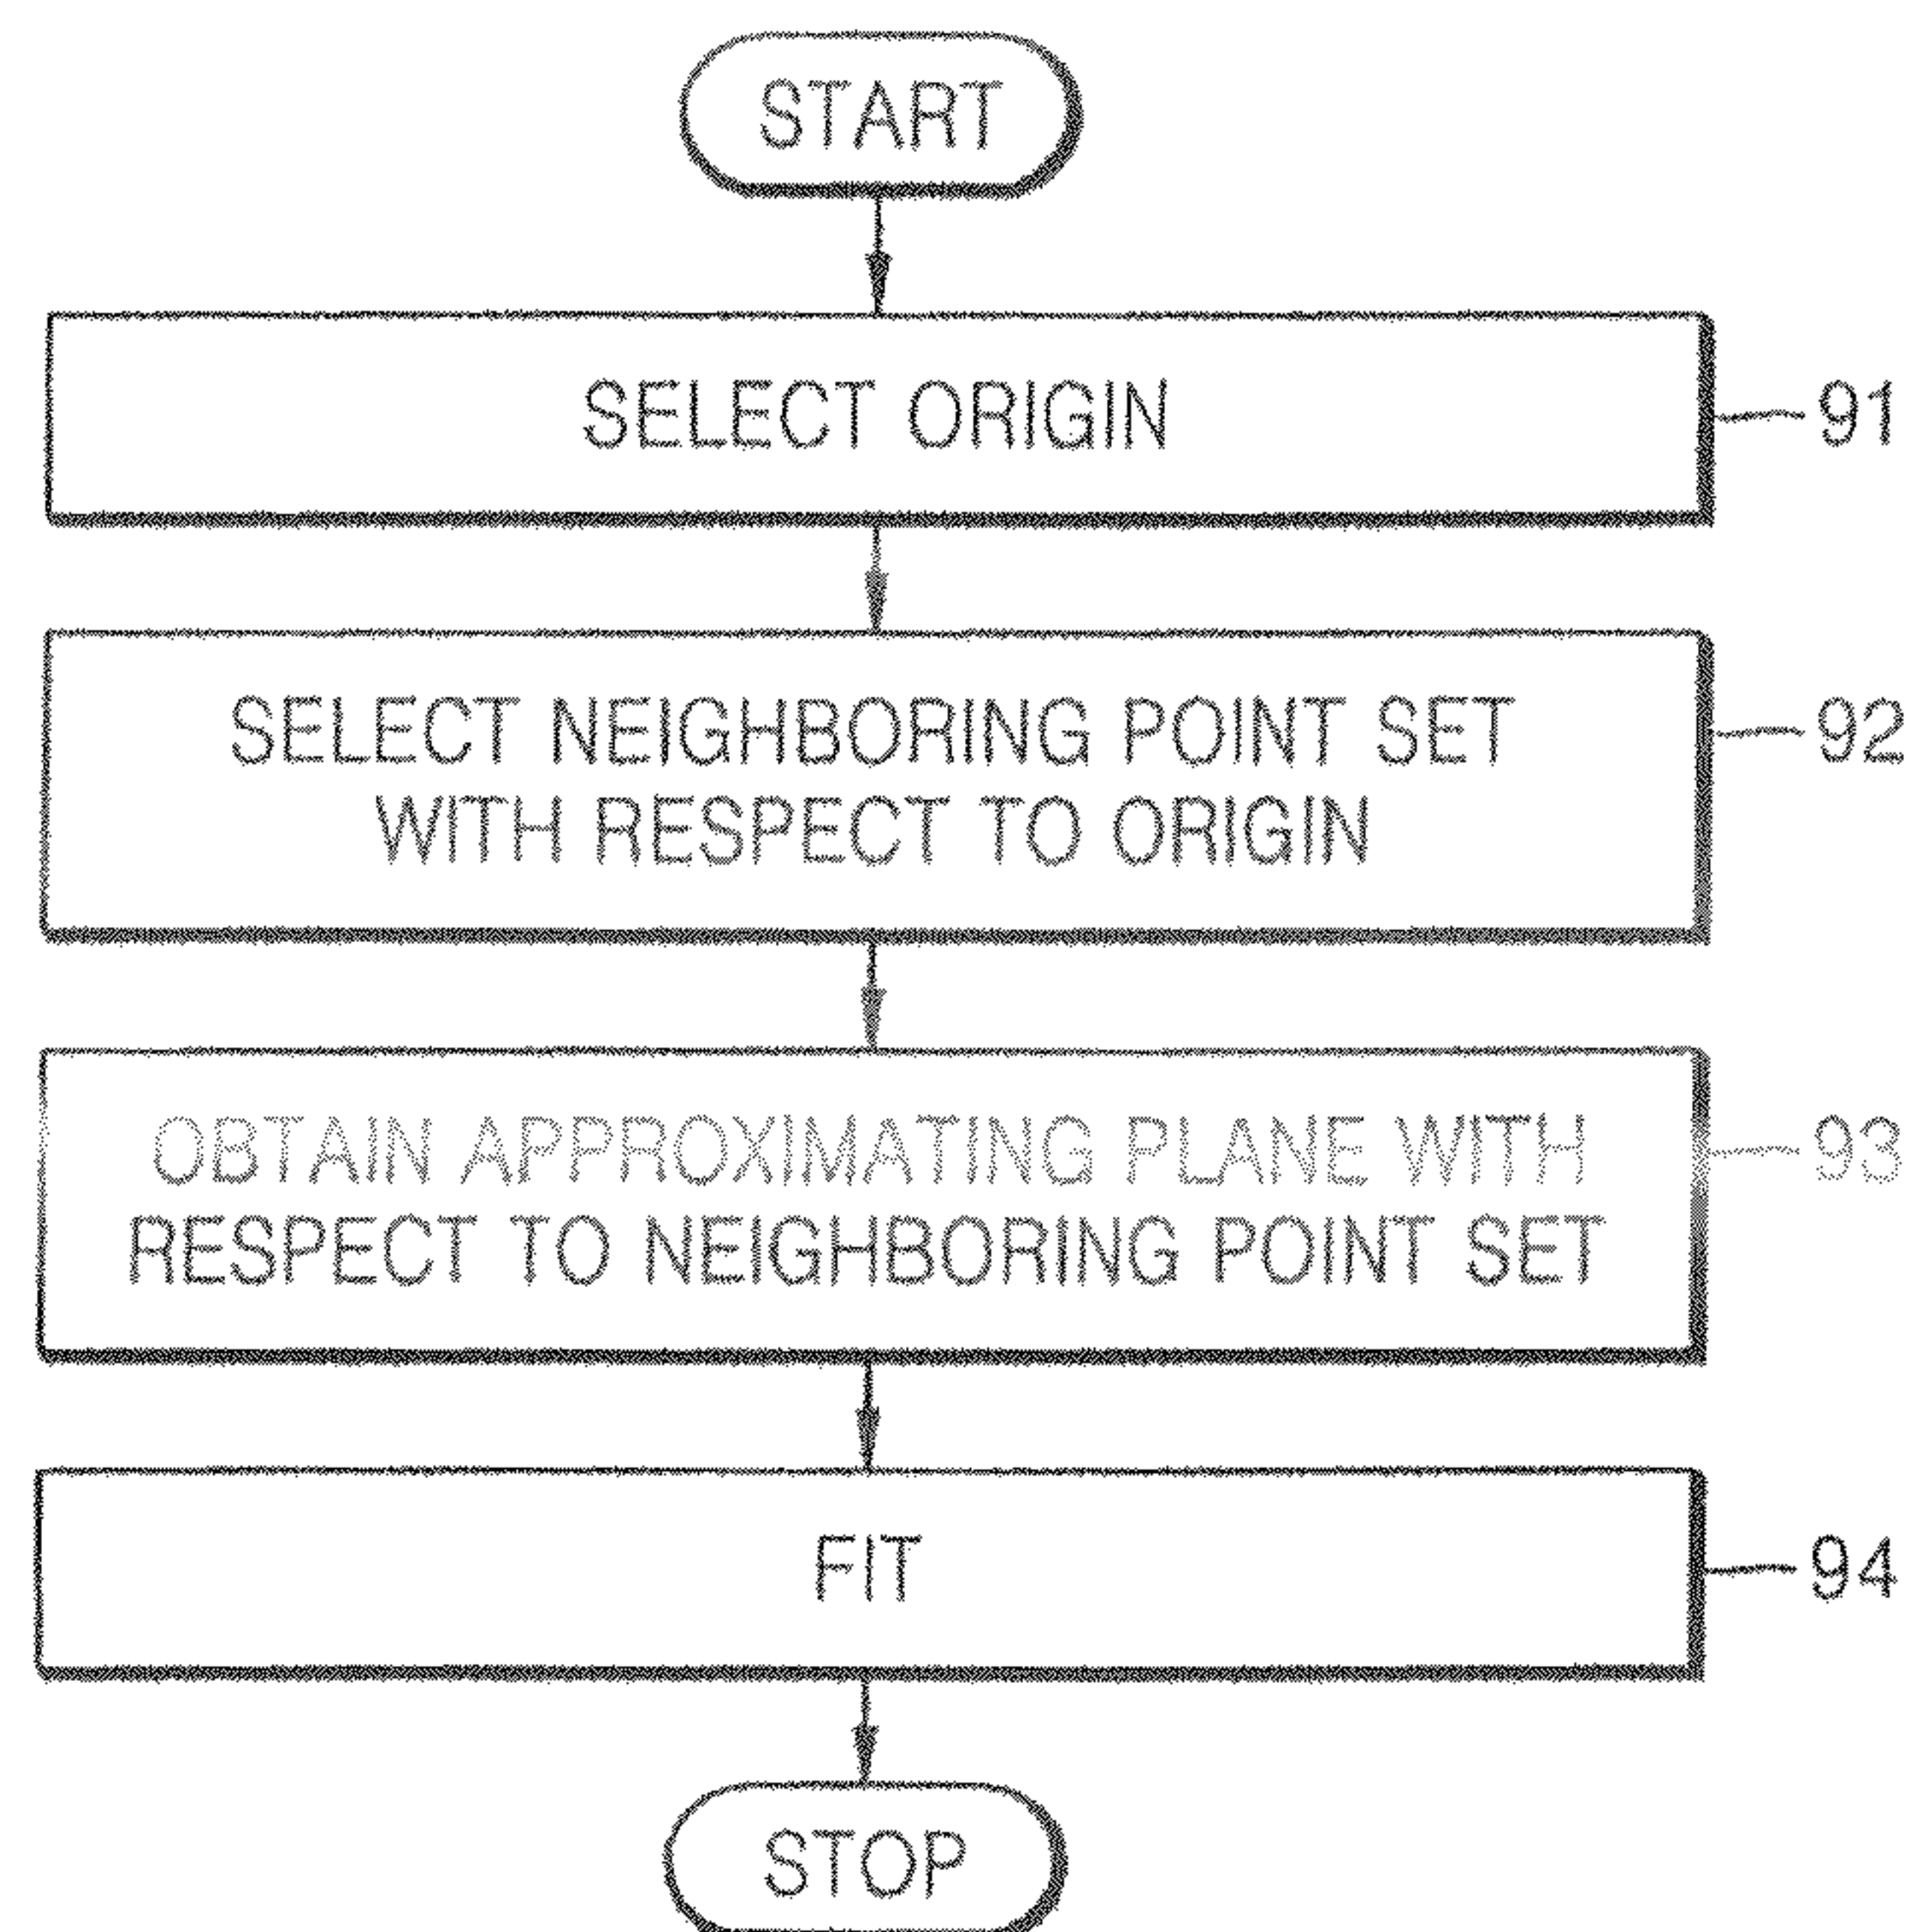 START
SELECT ORIGIN
91
SELECT NEIGHBORING POINT SET
WITH RESPECT TO ORIGIN
92
OBTAIN APPROXIMATING PLANE WITH
RESPECT TO NEIGHBORING POINT SET
93
FIT
94
STOP